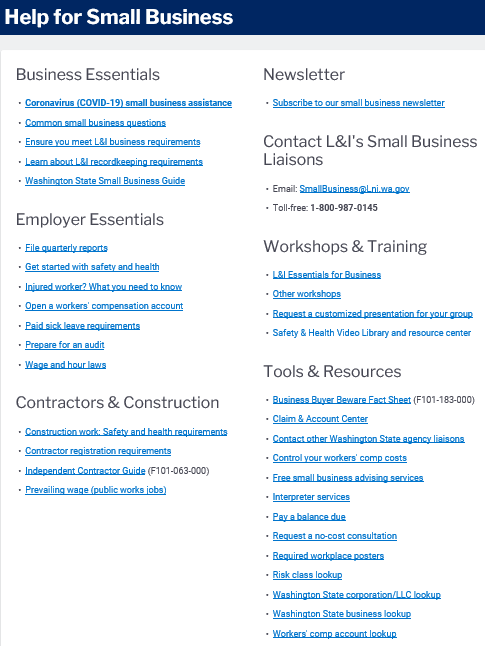 Help for Small Business
Business Essentials
Coronavirus (COVID-19) small business assistance
Common small business questions
Ensure you meet L&I business requirements
Learn about L&I recordkeeping requirements
Washington State Small Business Guide
Employer Essentials
File quarterly reports
Get started with safety and health
Injured worker? What you need to know
Open a workers' compensation account
Paid sick leave requirements
Prepare for an audit
Wage and hour laws
Contractors & Construction
Construction work: Safety and health requirements
Contractor registration requirements
Independent Contractor Guide (F101-063-000)
Prevailing wage (public works jobs)
Newsletter
Subscribe to our small business newsletter
Contact L&I's Small Business
Liaisons
Email: SmallBusiness@Lni.wa.gov
Toll-free: 1-800-987-0145
Workshops & Training
L&I Essentials for Business
Other workshops
Request a customized presentation for your group
Safety & Health Video Library and resource center
Tools & Resources
Business Buyer Beware Fact Sheet (F101-183-000)
Claim & Account Center
Contact other Washington State agency liaisons
Control your workers' comp costs
Free small business advising services
Interpreter services
Pay a balance due
Request a no-cost consultation
Required workplace posters
Risk class lookup
Washington State corporation/LLC lookup
Washington State business lookup
Workers' comp account lookup